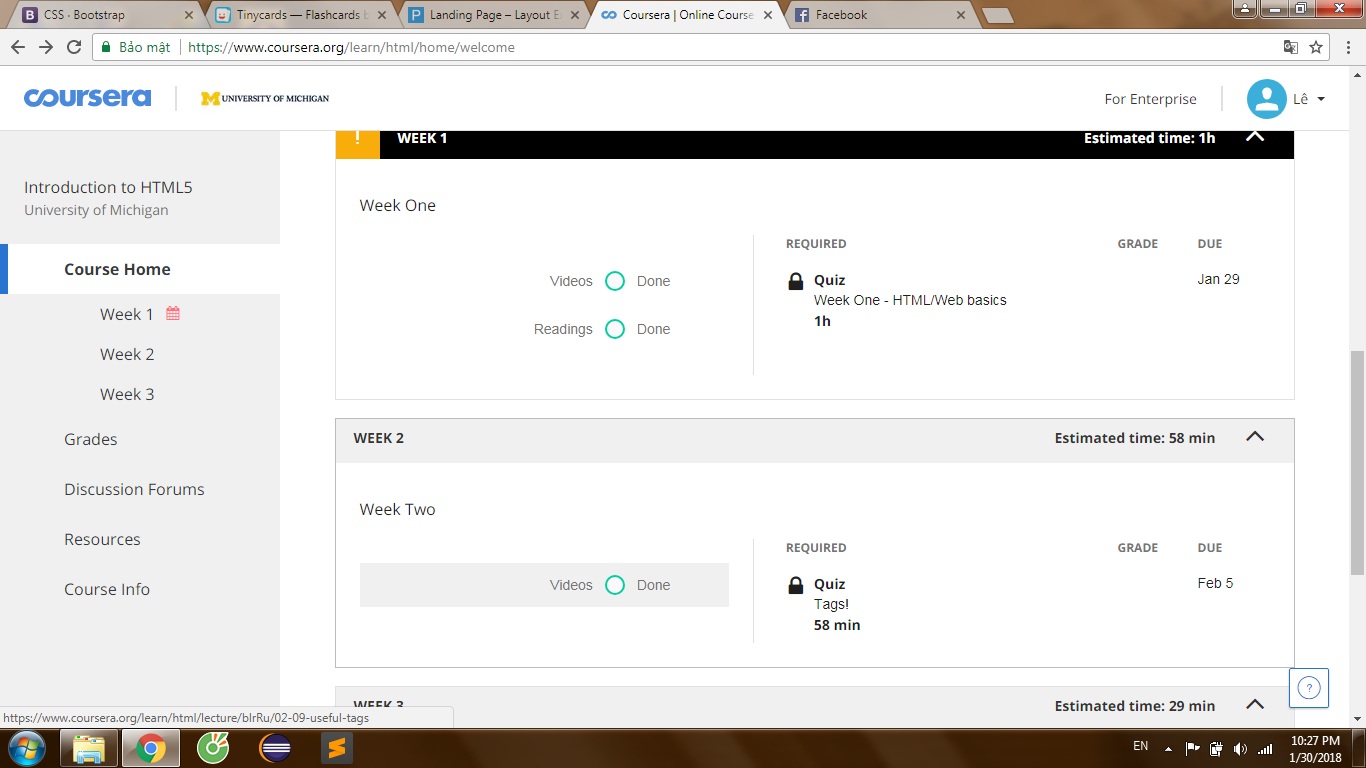 CSS · Bootstrap
Tinycards — Flashcards b
Landing Page – Layout E
Coursera | Online Course
Facebook
Bảo mật
https://www.coursera.org/learn/html/home/welcome
coursera
M UNIVERSITY OF MICHIGAN
For Enterprise
Lê
Introduction to HTML5
University of Michigan
Course Home
Week 1
Week 2
Week 3
Grades
Discussion Forums
Resources
Course Info
! WEEK 1 Estimated time: 1h
Week One
Videos Done
Readings Done
REQUIRED GRADE DUE
Quiz Jan 29
Week One - HTML/Web basics
1h
WEEK 2 Estimated time: 58 min
Week Two
Videos Done
REQUIRED GRADE DUE
Quiz Feb 5
Tags!
58 min
WEEK 3 Estimated time: 29 min
?
https://www.coursera.org/learn/html/lecture/blrRu/02-09-useful-tags
EN
10:27 PM
1/30/2018